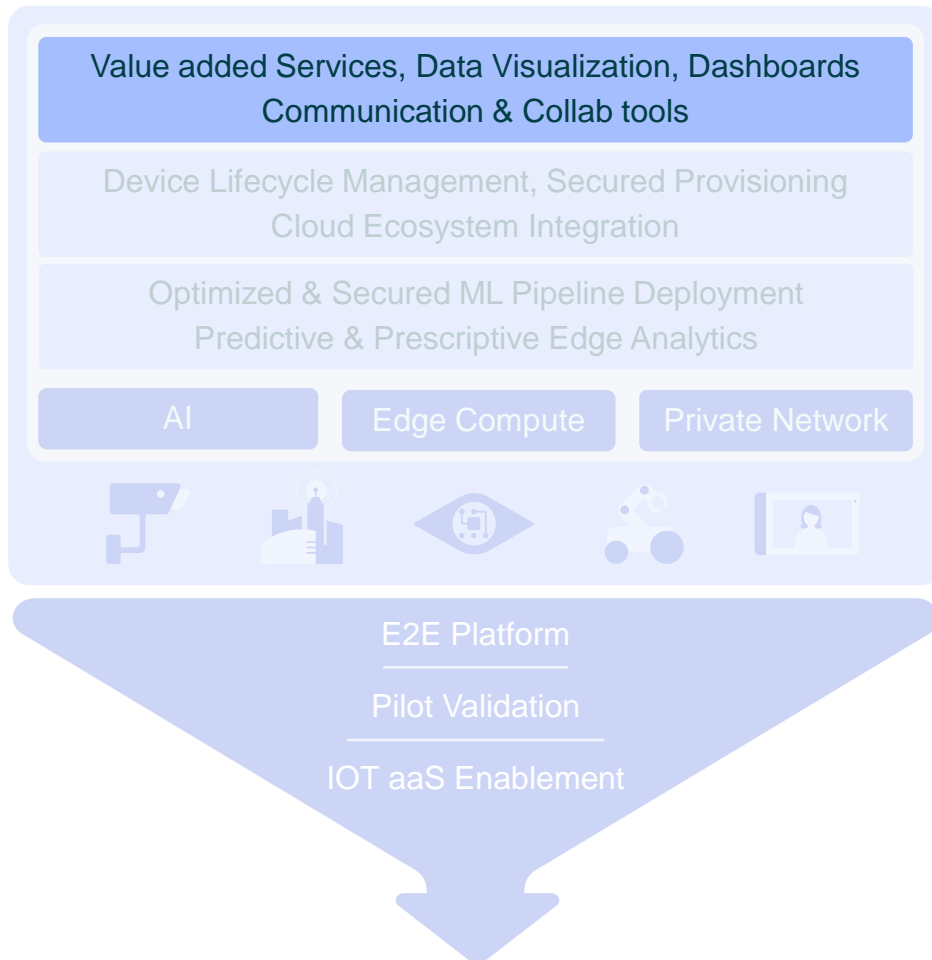 Value added Services, Data Visualization, Dashboards
Communication & Collab tools
Device Lifecycle Management, Secured Provisioning
Cloud Ecosystem Integration
Optimized & Secured ML Pipeline Deployment
Predictive & Prescriptive Edge Analytics
AI
Edge Compute
Private Network
E2E Platform
Pilot Validation
IOT aaS Enablement